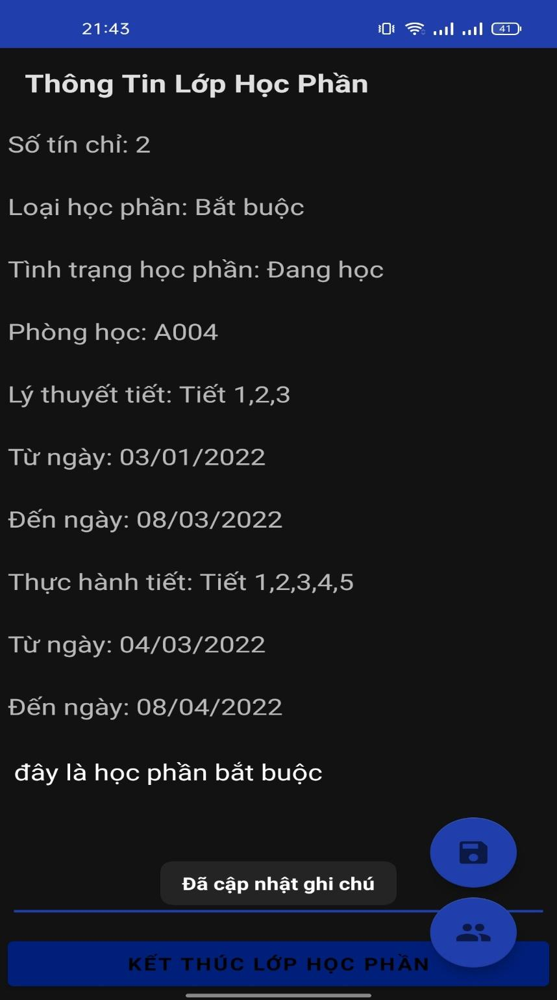 21:43
41
Thông Tin Lớp Học Phần
Số tín chỉ: 2
Loại học phần: Bắt buộc
Tình trạng học phần: Đang học
Phòng học: A004
Lý thuyết tiết: Tiết 1,2,3
Từ ngày: 03/01/2022
Đến ngày: 08/03/2022
Thực hành tiết: Tiết 1,2,3,4,5
Từ ngày: 04/03/2022
Đến ngày: 08/04/2022
đây là học phần bắt buộc
Đã cập nhật ghi chú
KẾT THÚC LỚP HỌC PHẦN